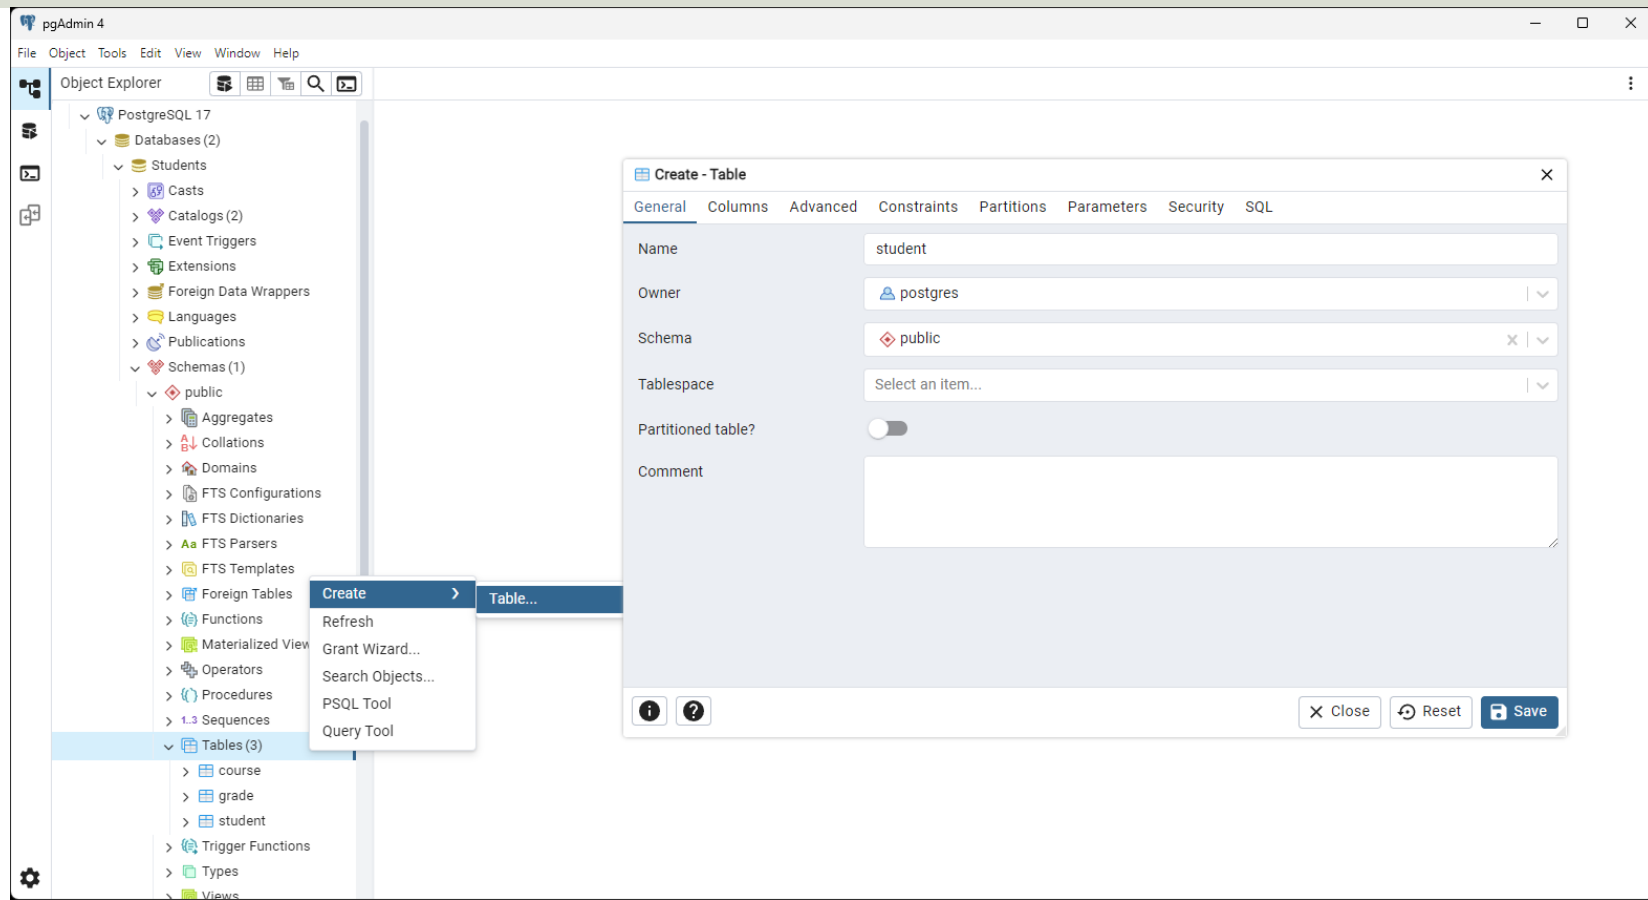 pgAdmin 4
File Object Tools Edit View Window Help
Object Explorer
PostgreSQL 17
Databases (2)
Students
Casts
Catalogs (2)
Event Triggers
Extensions
Foreign Data Wrappers
Languages
Publications
Schemas (1)
public
Aggregates
Collations
Domains
FTS Configurations
FTS Dictionaries
Aa FTS Parsers
FTS Templates
Foreign Tables
Functions
Materialized View
Operators
Procedures
1..3 Sequences
Tables (3)
course
grade
student
Trigger Functions
Types
Views
Create
Refresh
Grant Wizard...
Search Objects...
PSQL Tool
Query Tool
Table...
Create - Table
General Columns Advanced Constraints Partitions Parameters Security SQL
Name student
Owner postgres
Schema public
Tablespace Select an item...
Partitioned table?
Comment
Close Reset Save